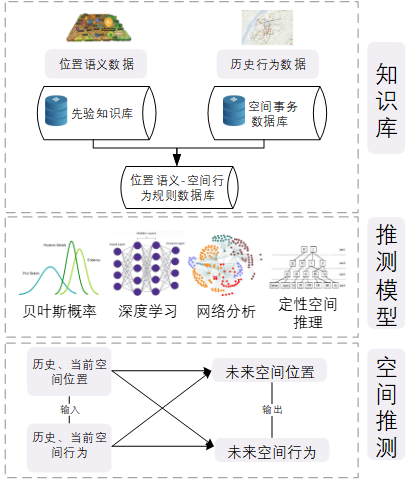 位置语义数据
历史行为数据
先验知识库
空间事务
数据库
位置语义-空间行
为规则数据库
知识库
贝叶斯概率
深度学习
网络分析
定性空间
推理
推测模型
历史、当前空
间位置
输入
历史、当前空
间行为
未来空间位置
输出
未来空间行为
空间推测